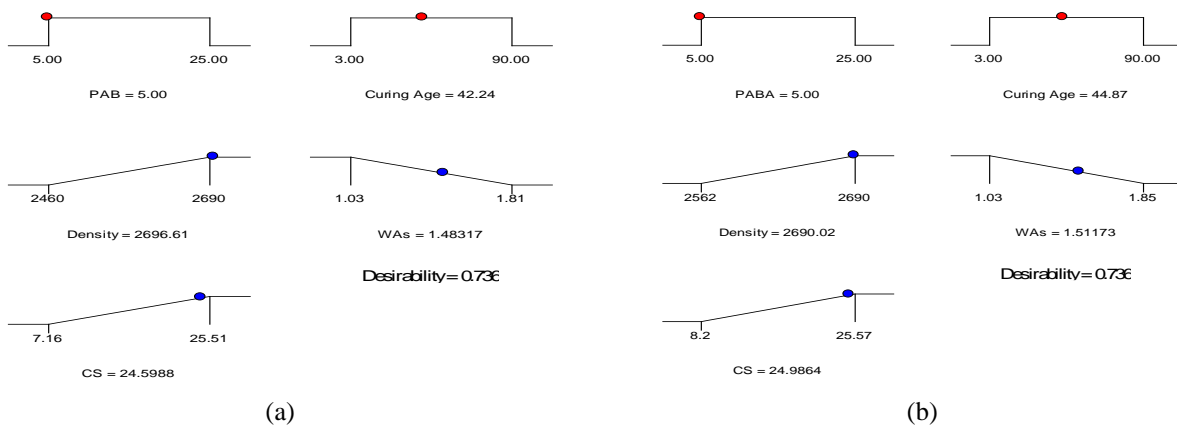 5.00 25.00 3.00 90.00
PAB = 5.00 Curing Age = 42.24
2460 2690 1.03 1.81
Density = 2696.61 WAs = 1.48317
Desirability = 0.736
7.16 25.51
CS = 24.5988
(a)
5.00 25.00 3.00 90.00
PABA = 5.00 Curing Age = 44.87
2562 2690 1.03 1.85
Density = 2690.02 WAs = 1.51173
Desirability = 0.736
8.2 25.57
CS = 24.9864
(b)